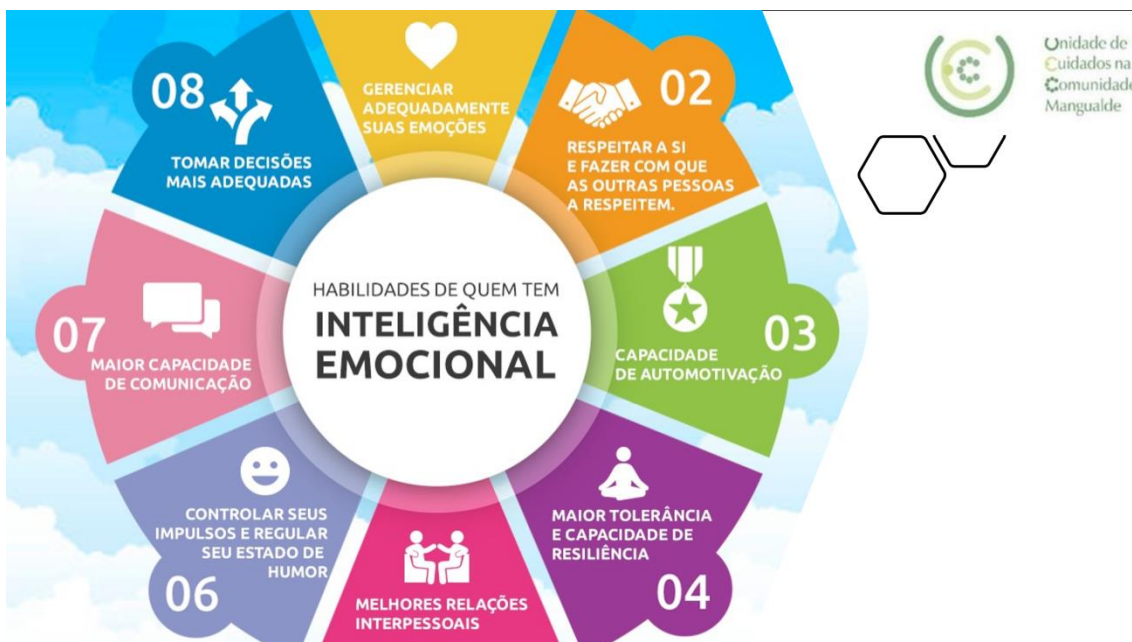 GERENCIAR
ADEQUADAMENTE
SUAS EMOÇÕES
02
RESPEITAR A SI
E FAZER COM QUE
AS OUTRAS PESSOAS
A RESPEITEM.
03
CAPACIDADE
DE AUTOMOTIVAÇÃO
04
MAIOR TOLERÂNCIA
E CAPACIDADE DE
RESILIÊNCIA
MELHORES RELAÇÕES
INTERPESSOAIS
06
CONTROLAR SEUS
IMPULSOS E REGULAR
SEU ESTADO DE
HUMOR
07
MAIOR CAPACIDADE
DE COMUNICAÇÃO
08
TOMAR DECISÕES
MAIS ADEQUADAS
HABILIDADES DE QUEM TEM
INTELIGÊNCIA
EMOCIONAL
Unidade de
Cuidados na
Comunidade
Mangualde